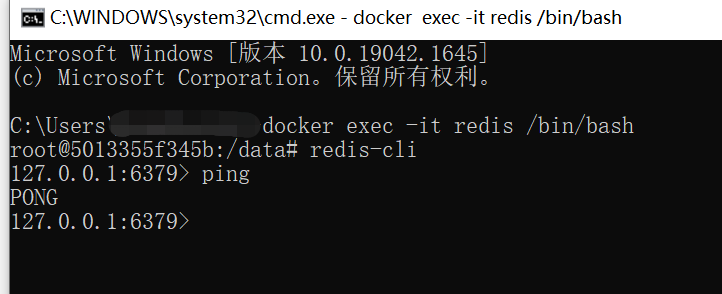 C:\WINDOWS\system32\cmd.exe - docker  exec -it redis /bin/bash
Microsoft Windows [版本 10.0.19042.1645]
(c) Microsoft Corporation。保留所有权利。
C:\Users\ docker exec -it redis /bin/bash
root@5013355f345b:/data# redis-cli
127.0.0.1:6379> ping
PONG
127.0.0.1:6379>